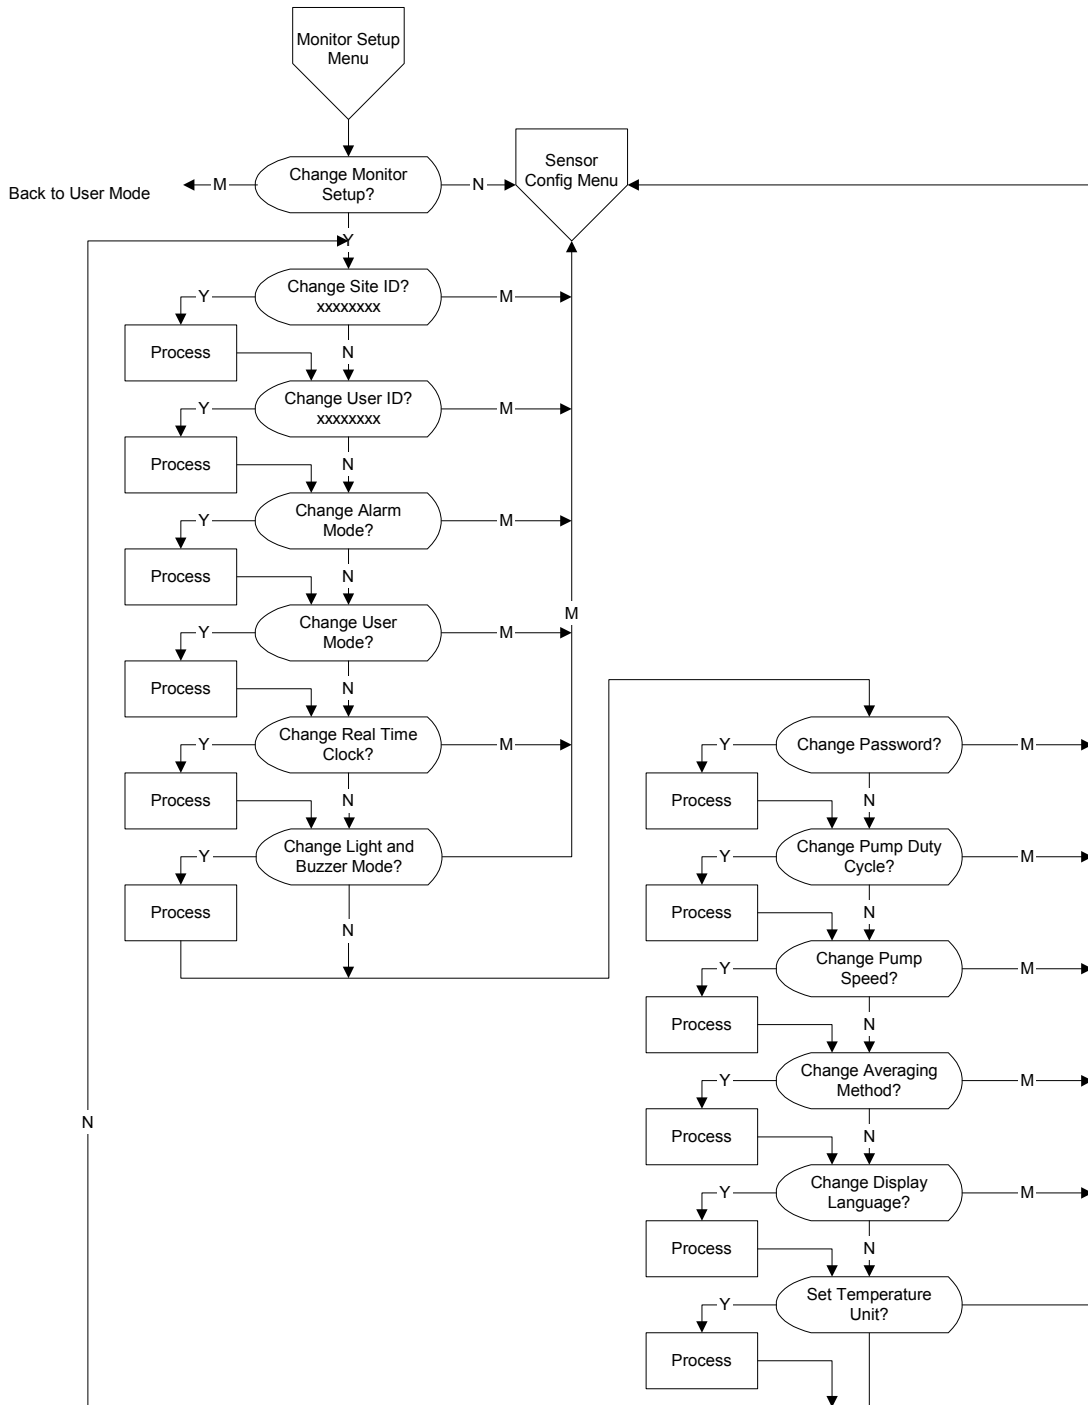 Monitor Setup
Menu
Sensor
Config Menu
Change Monitor
Setup?
M
N
Back to User Mode
Y
Change Site ID?
xxxxxxxx
Y
M
Process
N
Change User ID?
xxxxxxxx
Y
M
Process
N
Change Alarm
Mode?
Y
M
Process
N
M
Change User
Mode?
Y
M
Process
N
Change Real Time
Clock?
Y
M
Process
N
Change Light and
Buzzer Mode?
Y
Process
N
N
Change Password?
Y
M
Process
N
Change Pump Duty
Cycle?
Y
M
Process
N
Change Pump
Speed?
Y
M
Process
N
Change Averaging
Method?
Y
M
Process
N
Change Display
Language?
Y
M
Process
N
Set Temperature
Unit?
Y
Process